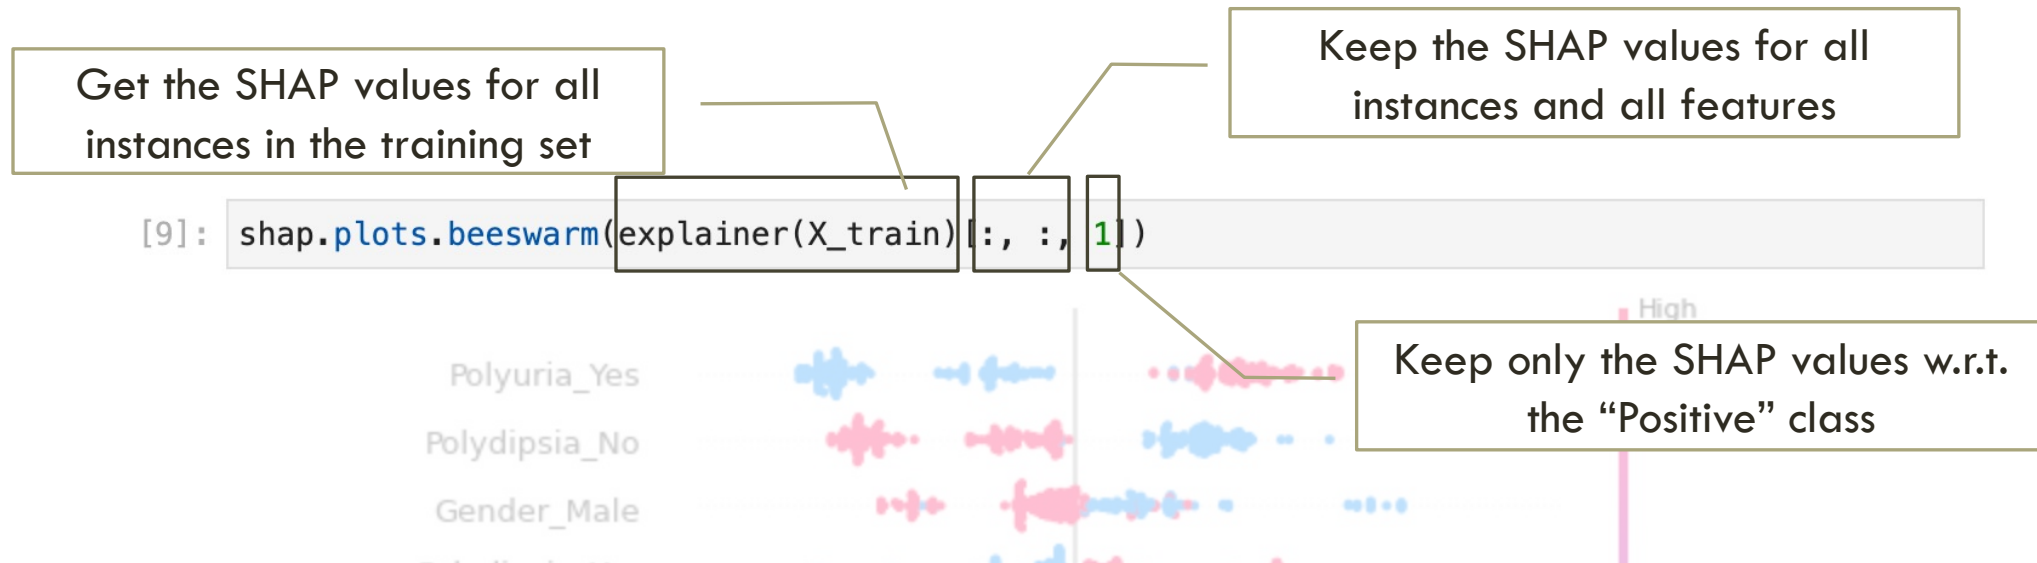 Get the SHAP values for all
instances in the training set
Keep the SHAP values for all
instances and all features
[9]: shap.plots.beeswarm(explainer(X_train)[:, :, 1])
High
Keep only the SHAP values w.r.t.
the “Positive” class
Polyuria_Yes
Polydipsia_No
Gender_Male